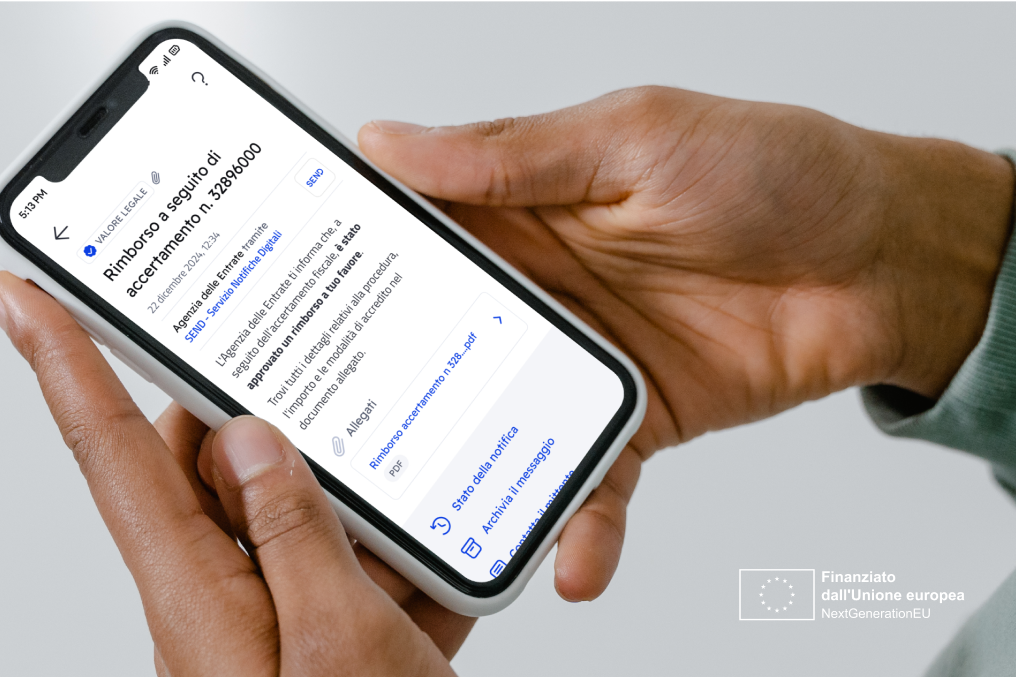 5:13 PM
VALORE LEGALE
Rimborso a seguito di
accertamento n. 32896000
22 dicembre 2024, 12:34
Agenzia delle Entrate tramite
SEND - Servizio Notifiche Digitali
SEND
L'Agenzia delle Entrate ti informa che, a
seguito dell'accertamento fiscale, è stato
approvato un rimborso a tuo favore.
Trovi tutti i dettagli relativi alla procedura,
l'importo e le modalità di accredito nel
documento allegato.
Allegati
Rimborso accertamento n 328....pdf
PDF
Stato della notifica
Archivia il messaggio
Contatta il mittente
Finanziato
dall'Unione europea
NextGenerationEU